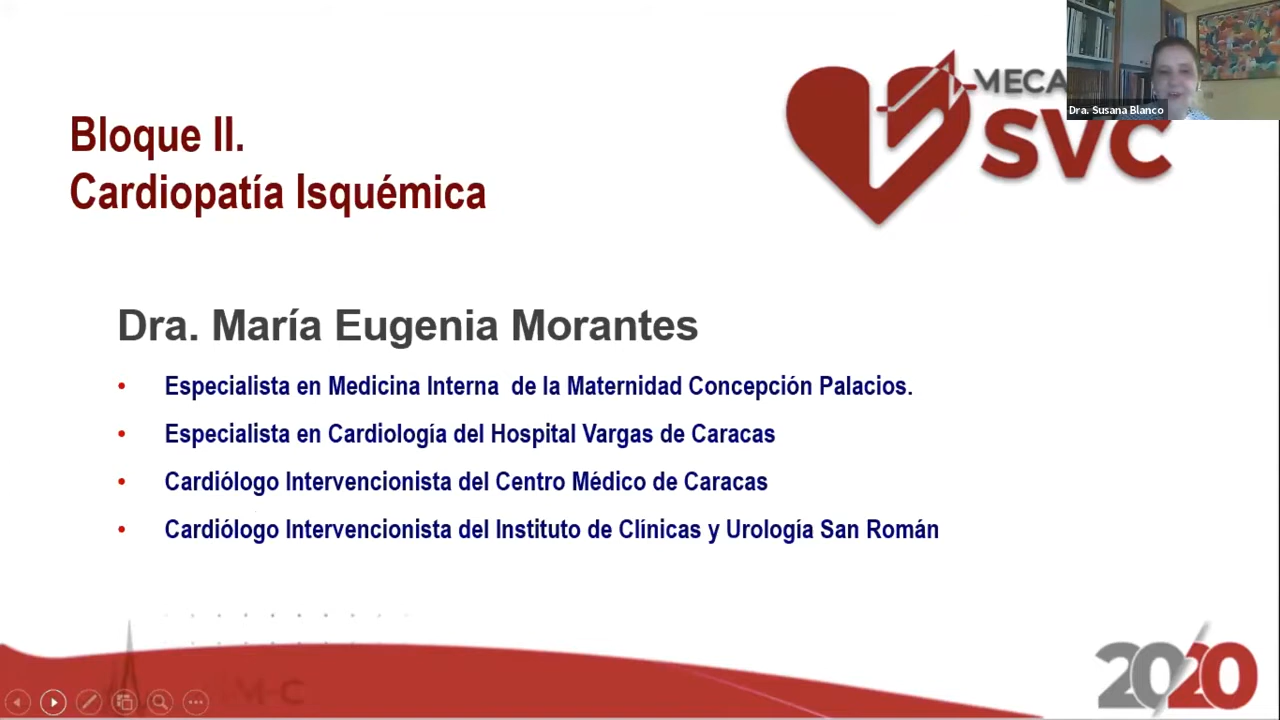 MECA
SVC
Dra. Susana Blanco
Bloque II.
Cardiopatía Isquémica
Dra. María Eugenia Morantes
• Especialista en Medicina Interna de la Maternidad Concepción Palacios.
• Especialista en Cardiología del Hospital Vargas de Caracas
• Cardiólogo Intervencionista del Centro Médico de Caracas
• Cardiólogo Intervencionista del Instituto de Clínicas y Urología San Román
2020